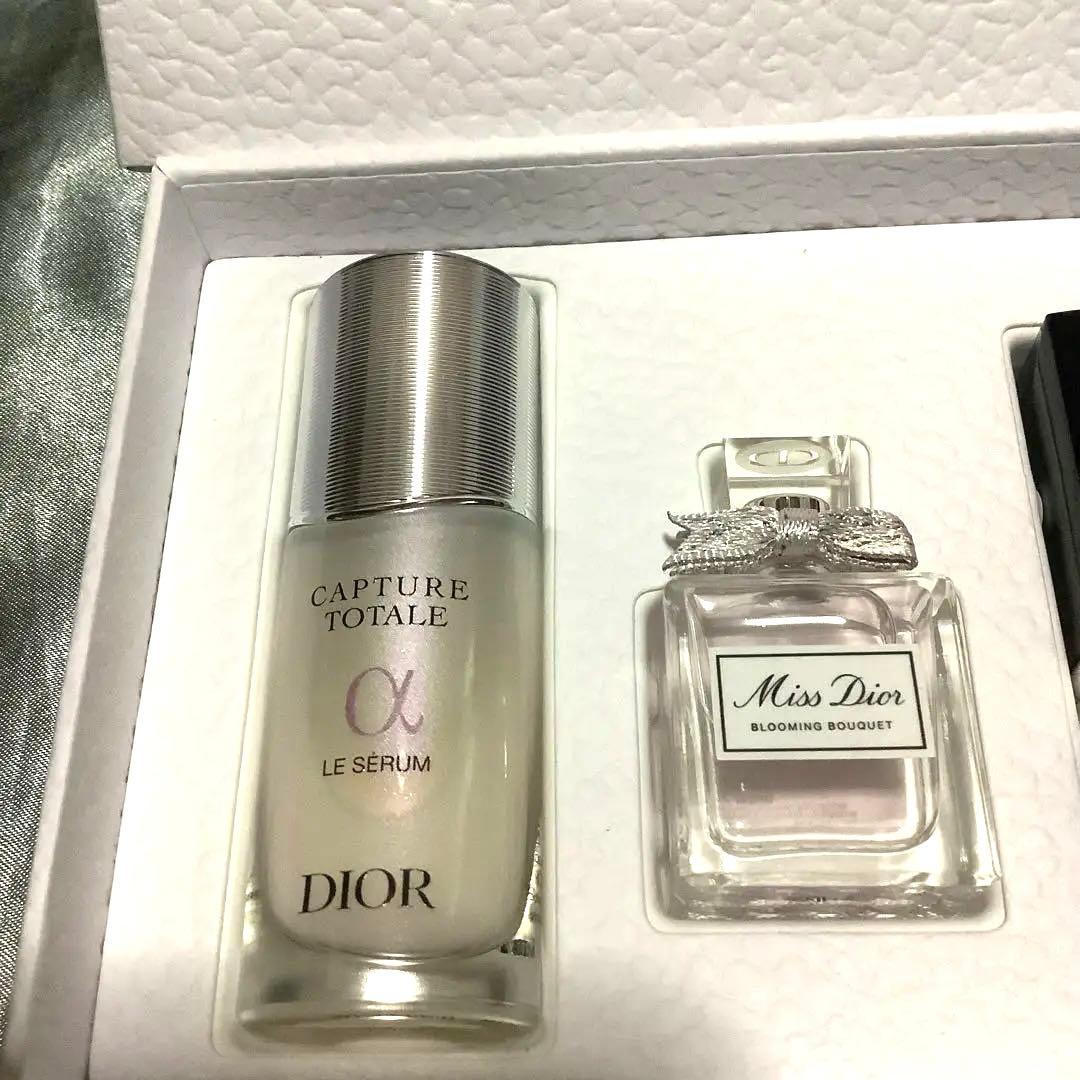 CAPTURE
TOTALE
α
LE SÉRUM
DIOR
Miss Dior
BLOOMING BOUQUET